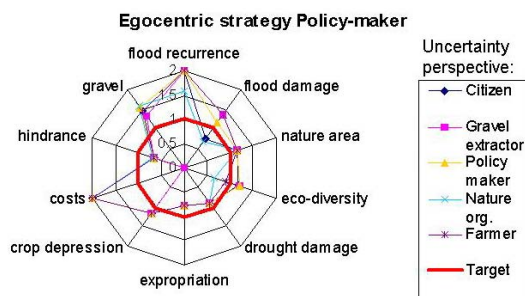 Egocentric strategy Policy-maker
flood recurrence
2
1.5
1
0.5
0
flood damage
nature area
eco-diversity
drought damage
expropriation
crop depression
costs
hindrance
gravel
Uncertainty
perspective:
Citizen
Gravel
extractor
Policy
maker
Nature
org.
Farmer
Target